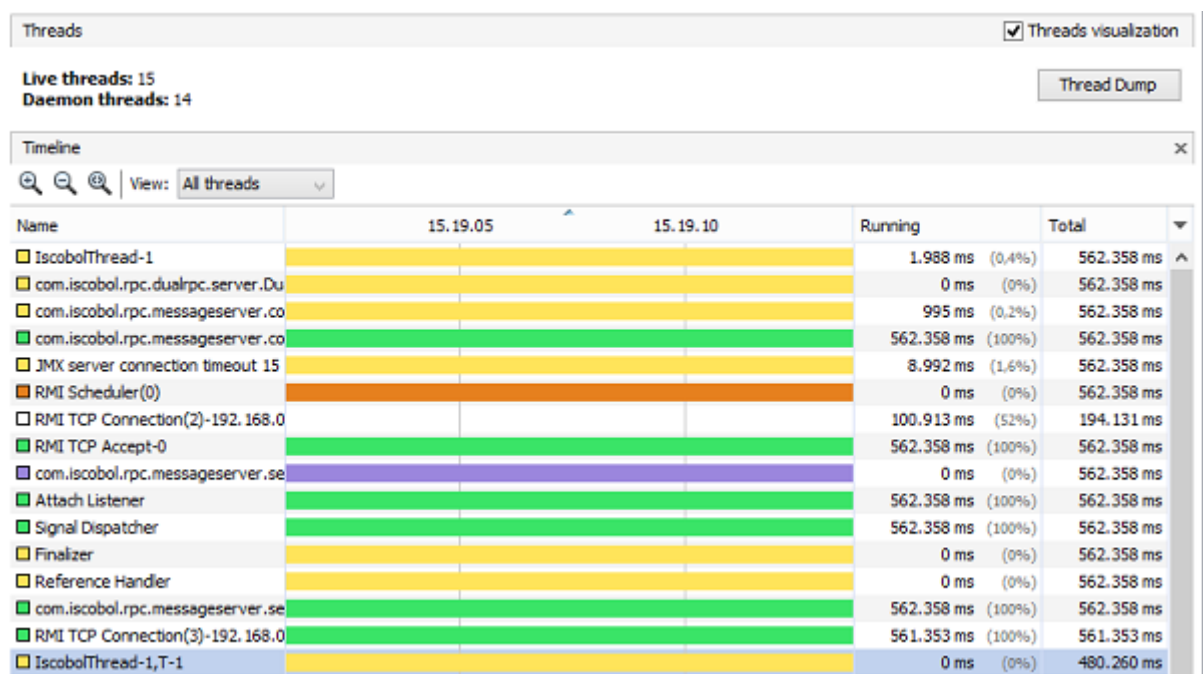 Threads Threads visualization
Live threads: 15
Daemon threads: 14 Thread Dump
Timeline
View: All threads
Name 15.19.05 15.19.10 Running Total
IscobolThread-1 1.988 ms (0,4%) 562.358 ms
com.iscobol.rpc.dualrpc.server.Du 0 ms (0%) 562.358 ms
com.iscobol.rpc.messageserver.co 995 ms (0,2%) 562.358 ms
com.iscobol.rpc.messageserver.co 562.358 ms (100%) 562.358 ms
JMX server connection timeout 15 8.992 ms (1,6%) 562.358 ms
RMI Scheduler(0) 0 ms (0%) 562.358 ms
RMI TCP Connection(2)-192.168.0 100.913 ms (52%) 194.131 ms
RMI TCP Accept-0 562.358 ms (100%) 562.358 ms
com.iscobol.rpc.messageserver.se 0 ms (0%) 562.358 ms
Attach Listener 562.358 ms (100%) 562.358 ms
Signal Dispatcher 562.358 ms (100%) 562.358 ms
Finalizer 0 ms (0%) 562.358 ms
Reference Handler 0 ms (0%) 562.358 ms
com.iscobol.rpc.messageserver.se 562.358 ms (100%) 562.358 ms
RMI TCP Connection(3)-192.168.0 561.353 ms (100%) 561.353 ms
IscobolThread-1,T-1 0 ms (0%) 480.260 ms